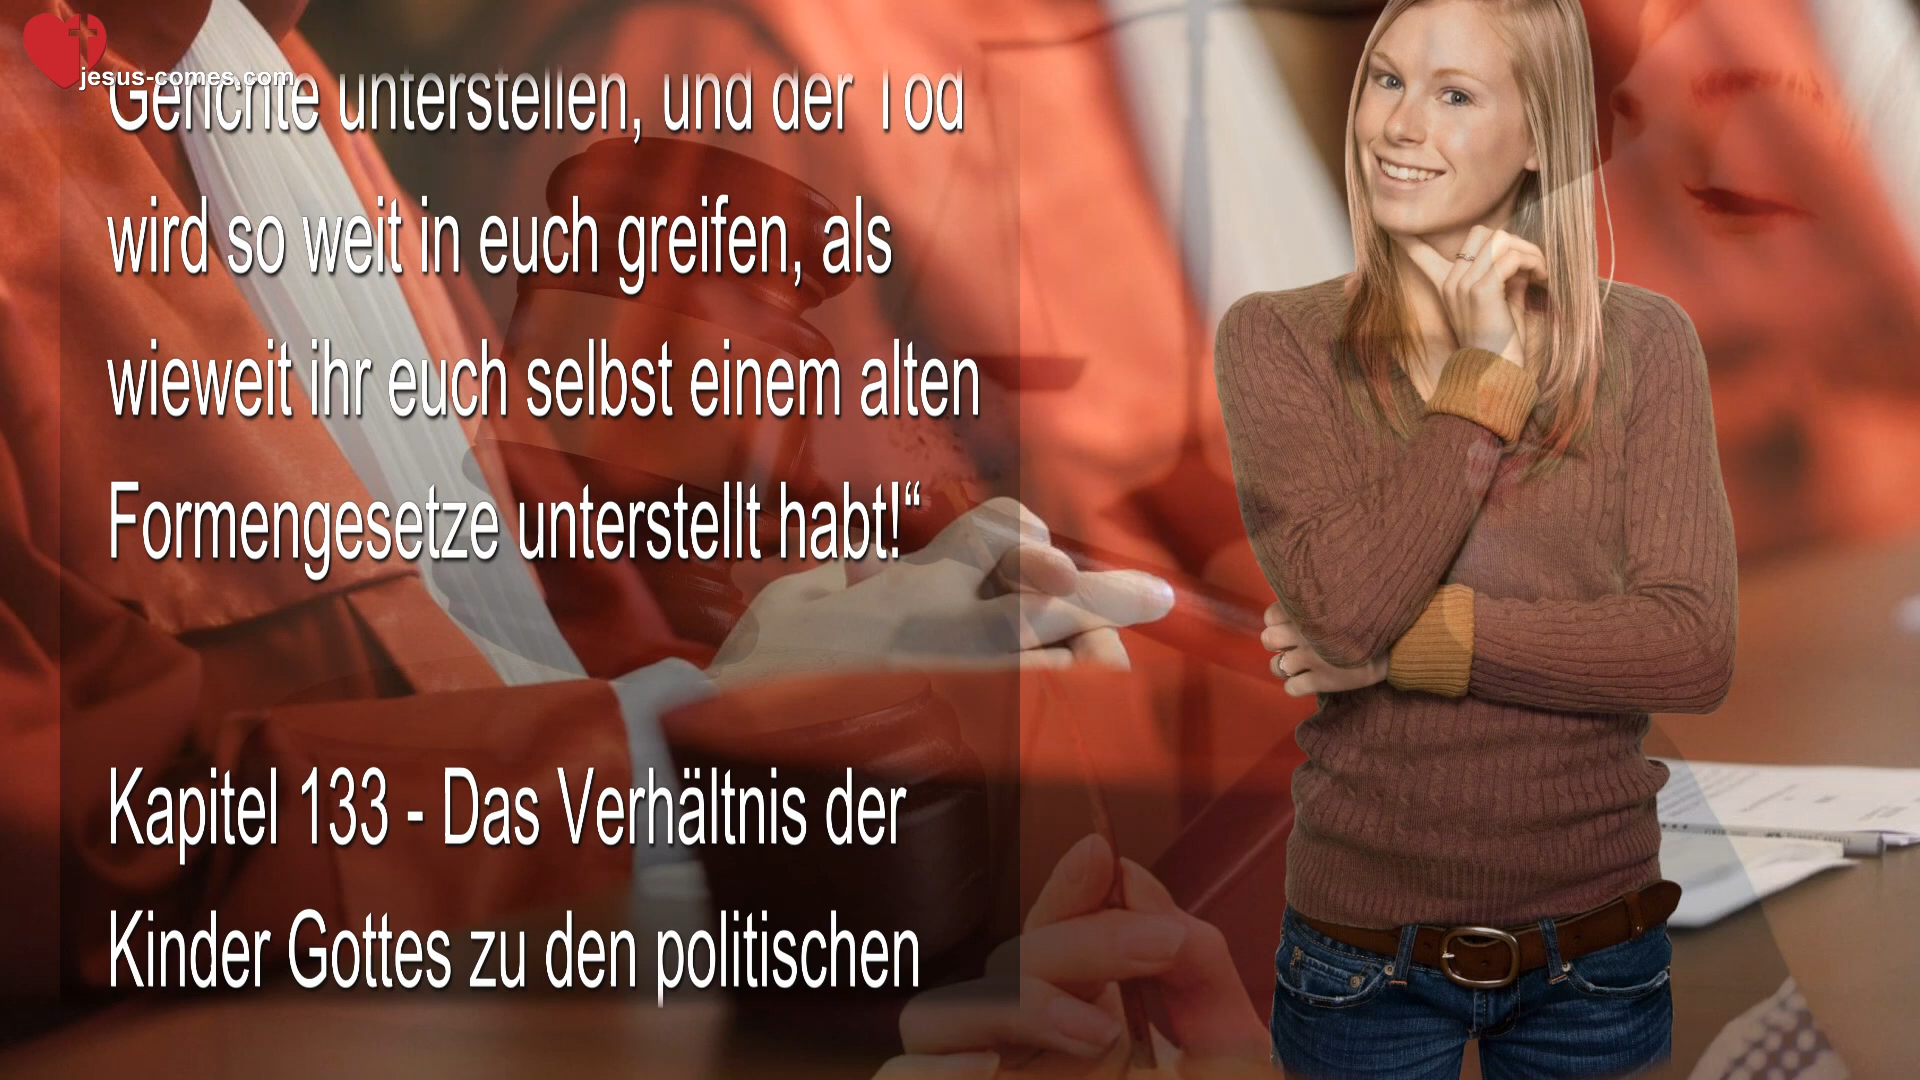 jesus-comes.com
Gerichte unterstellen, und der Tod
wird so weit in euch greifen, als
wieweit ihr euch selbst einem alten
Formengesetze unterstellt habt!“
Kapitel 133 - Das Verhältnis der
Kinder Gottes zu den politischen